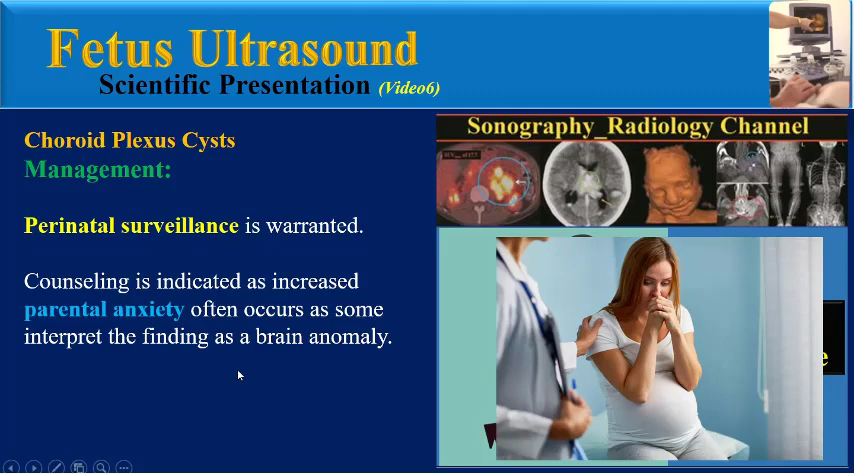 Fetus Ultrasound
Scientific Presentation (Video6)
Choroid Plexus Cysts
Management:
Perinatal surveillance is warranted.
Counseling is indicated as increased
parental anxiety often occurs as some
interpret the finding as a brain anomaly.
Sonography_Radiology Channel